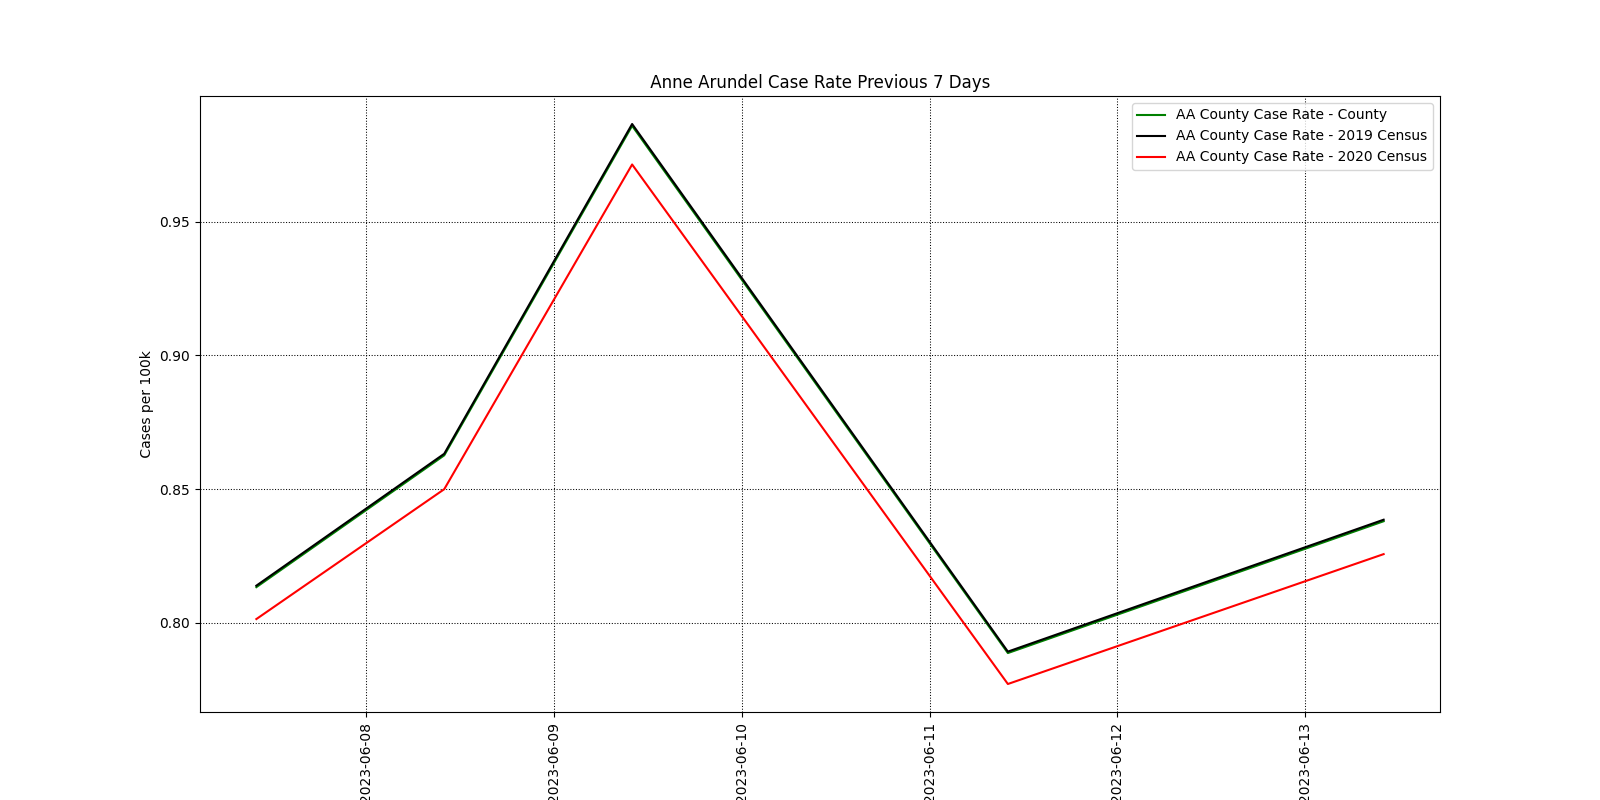 Anne Arundel Case Rate Previous 7 Days
AA County Case Rate - County
AA County Case Rate - 2019 Census
AA County Case Rate - 2020 Census
Cases per 100k
0.95
0.90
0.85
0.80
2023-06-08
2023-06-09
2023-06-10
2023-06-11
2023-06-12
2023-06-13